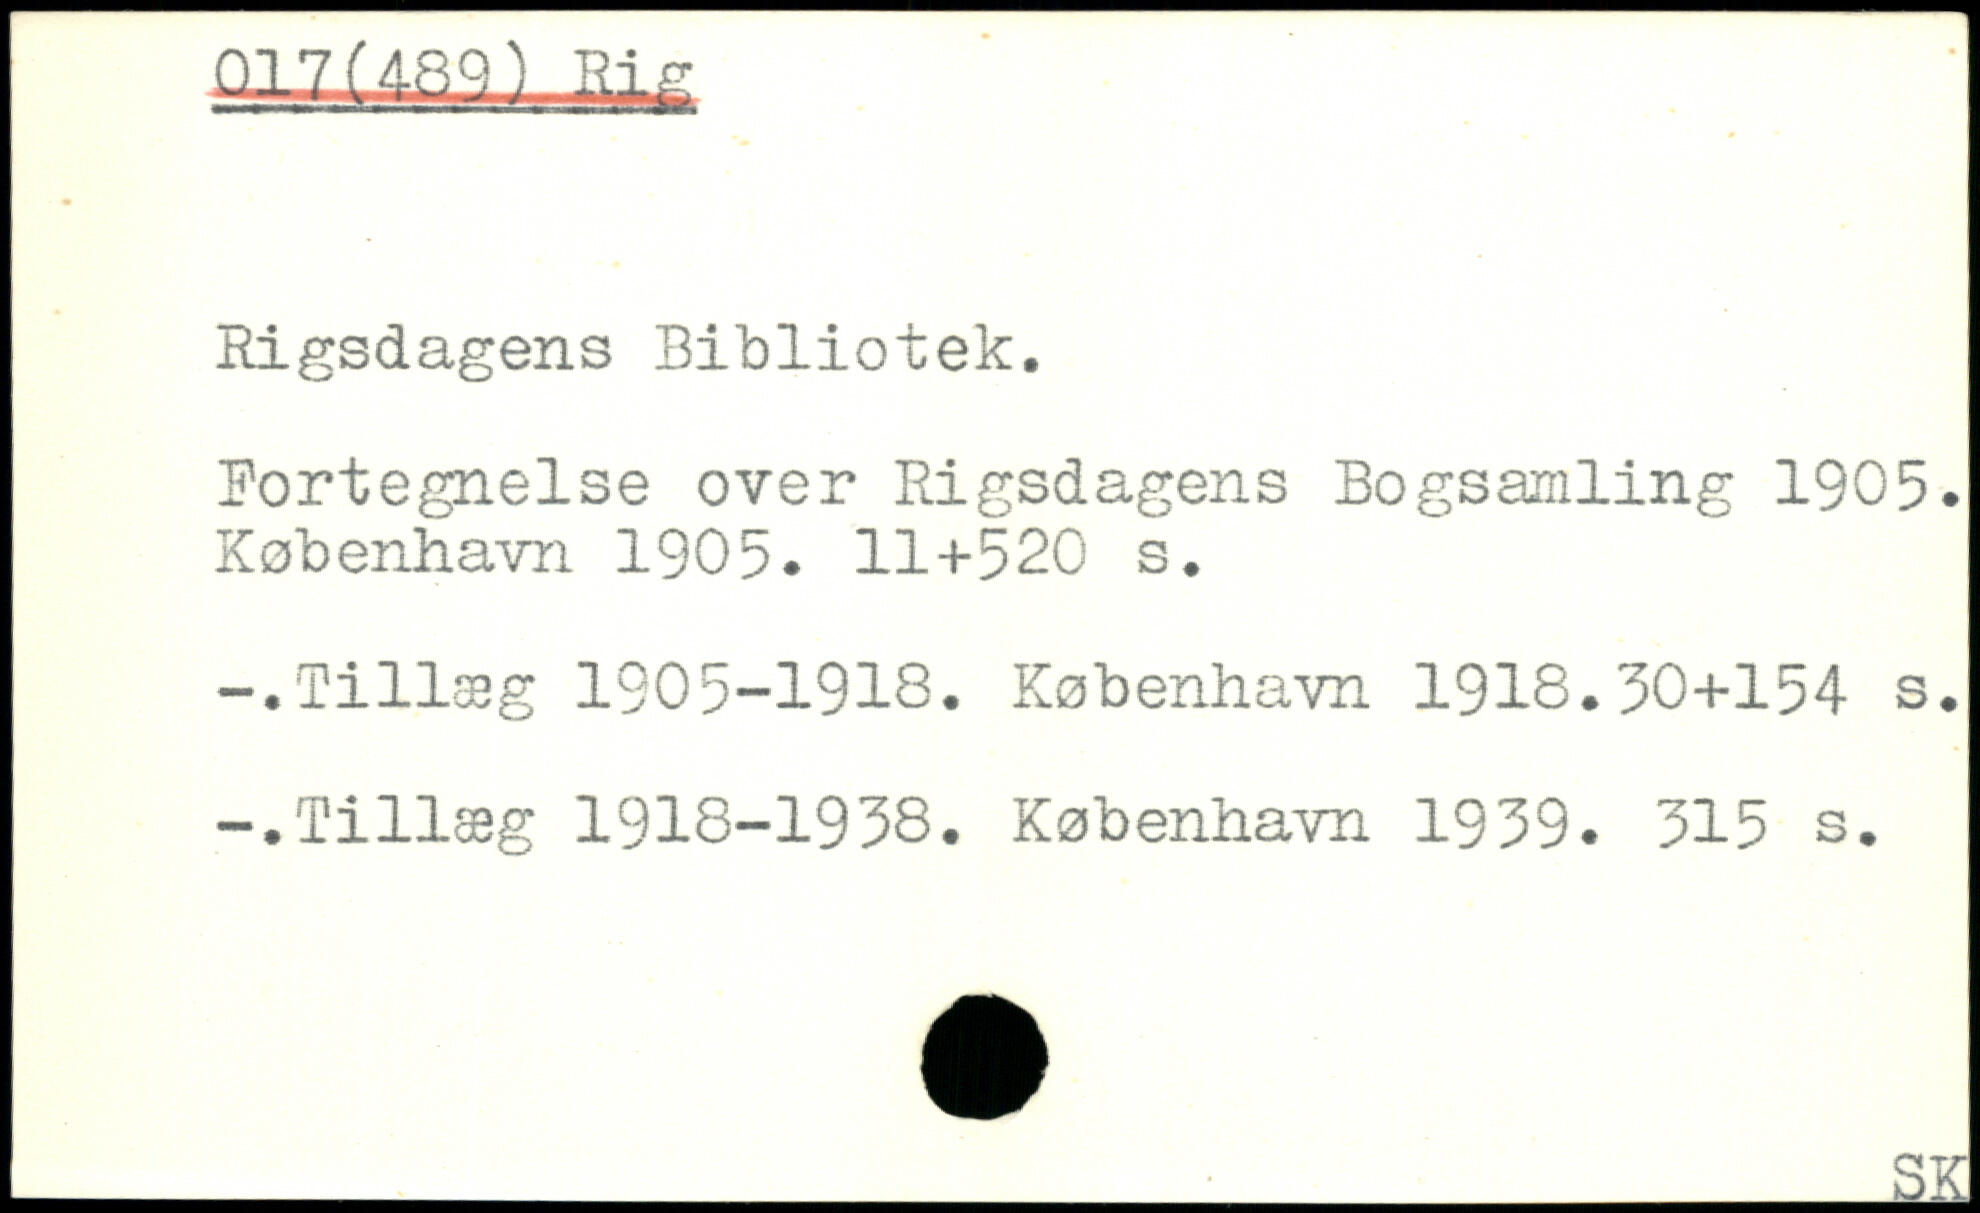 017(489) Rig
Rigsdagens Bibliotek.
Fortegnelse over Rigsdagens Bogsamling 1905.
København 1905. 11+520 s.
-.Tillæg 1905-1918. København 1918.30+154 s.
-.Tillæg 1918-1938. København 1939. 315 s.
SK